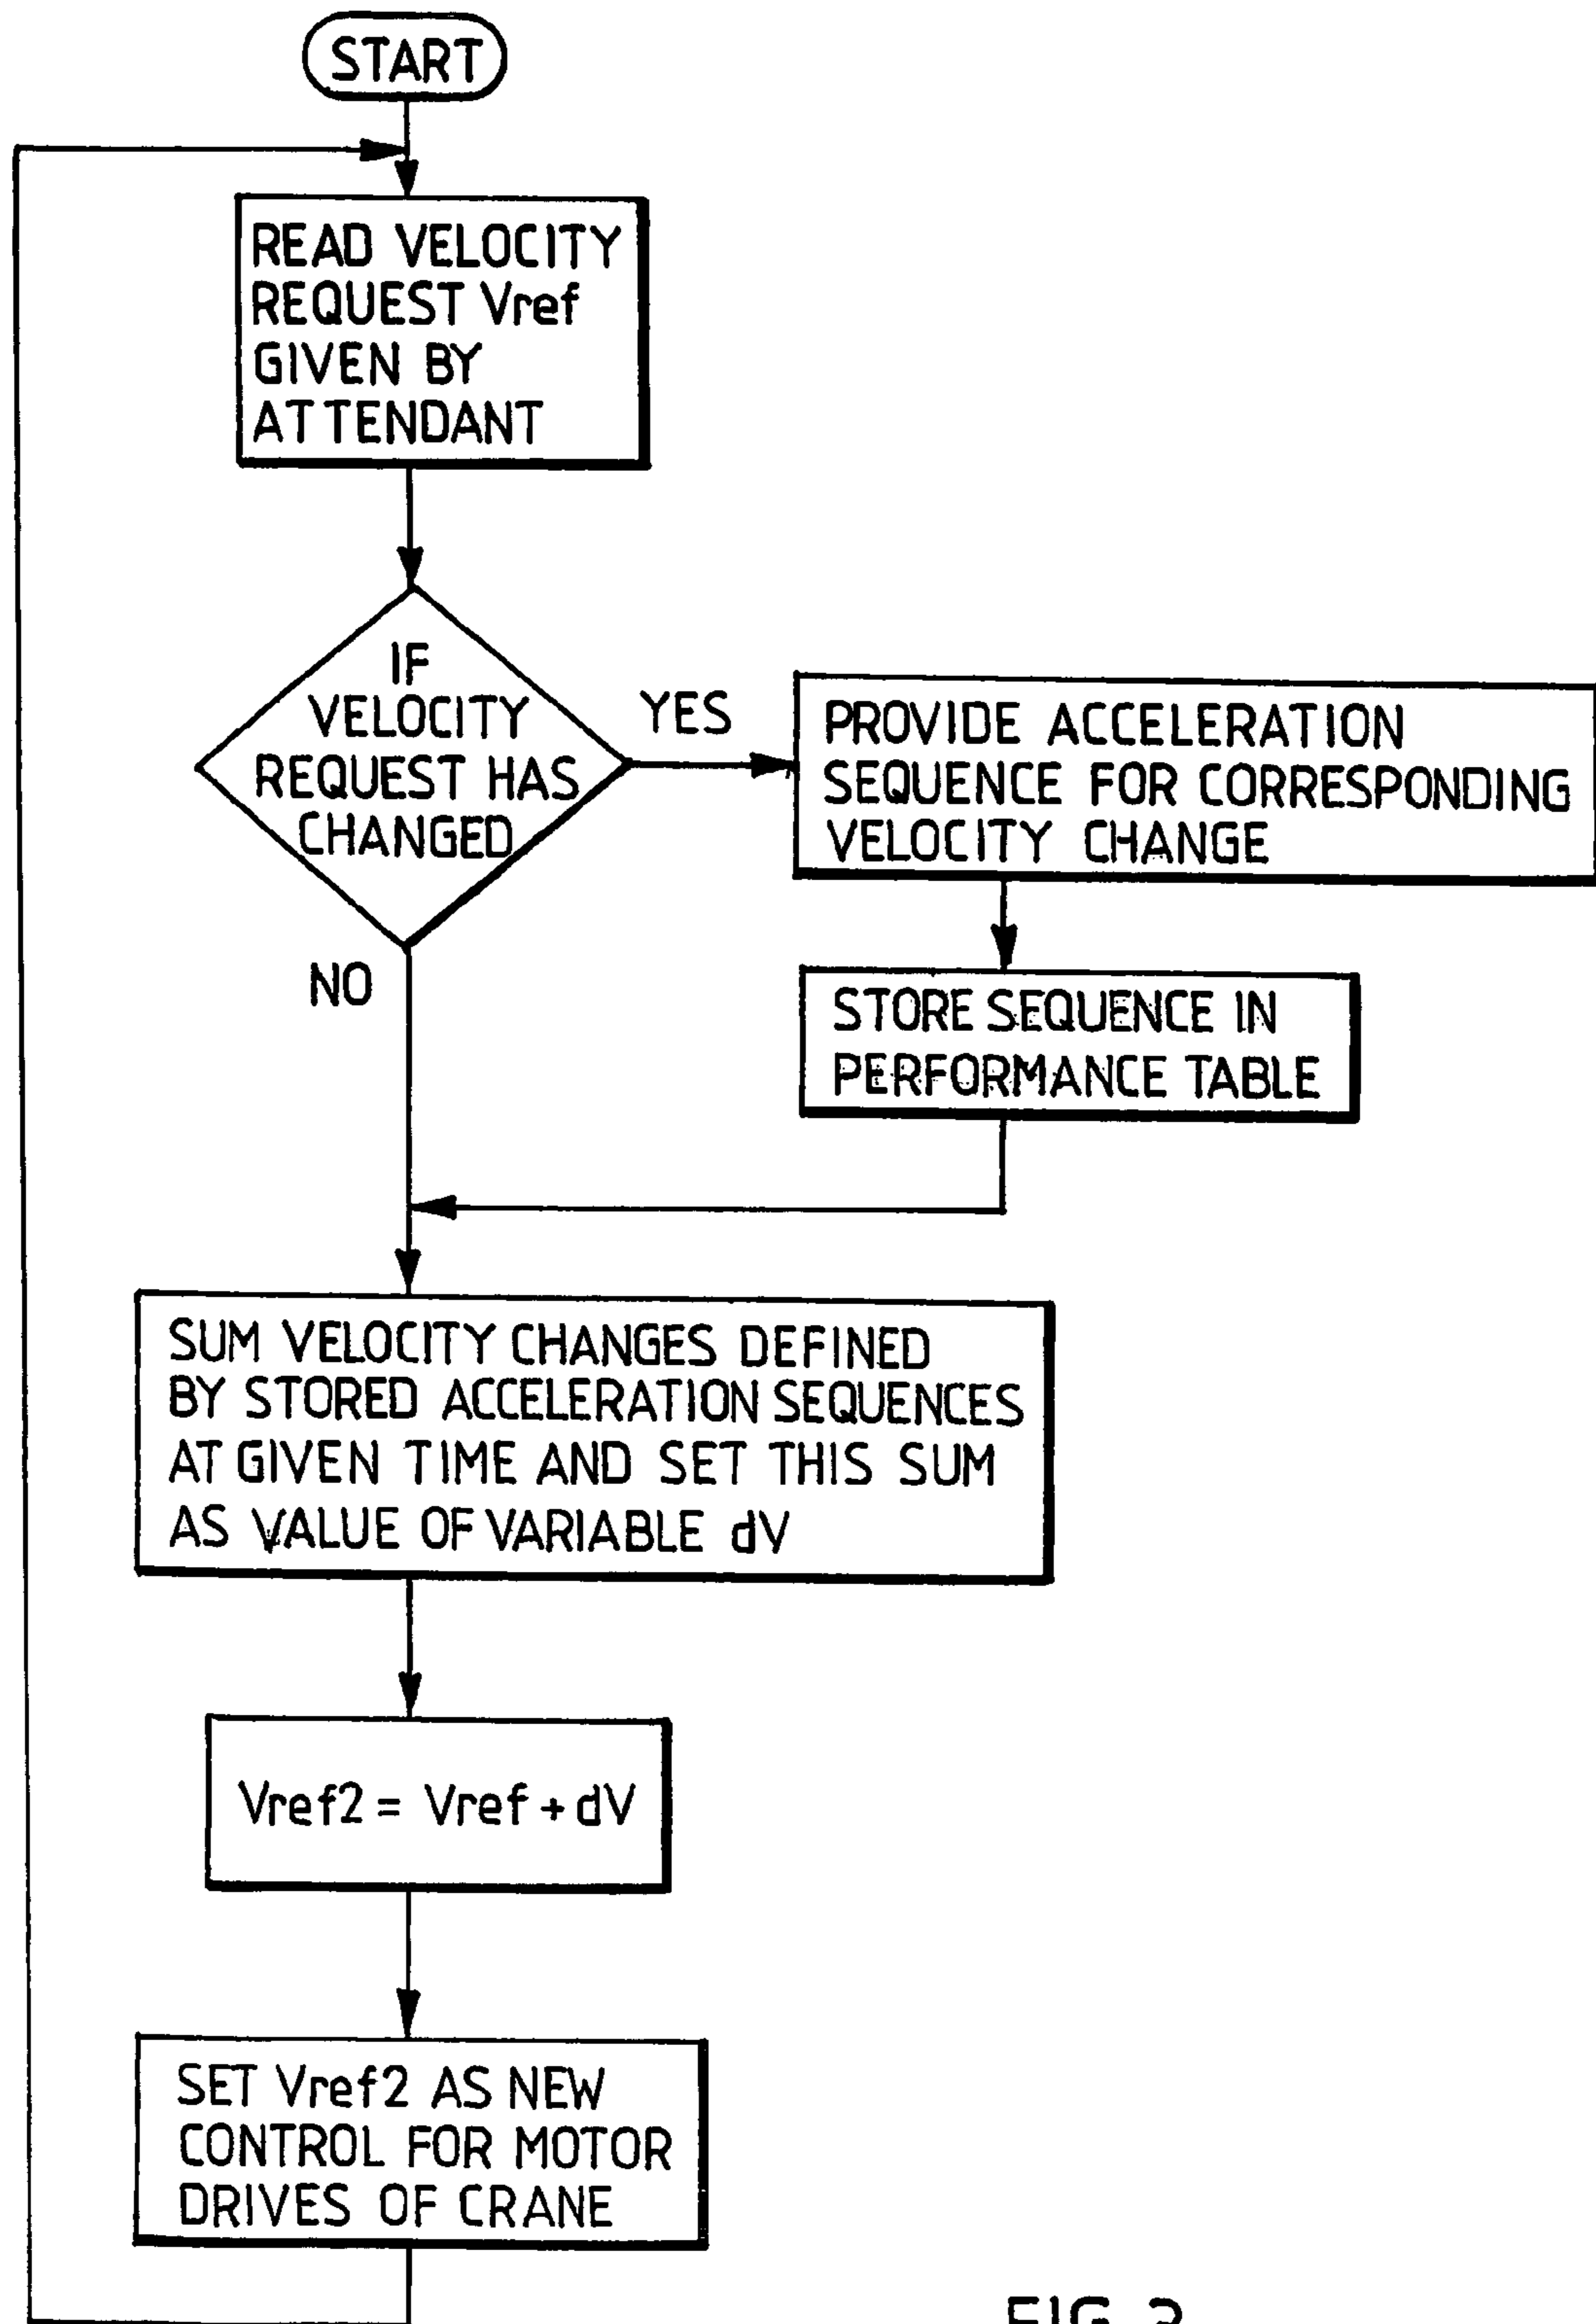 START
READ VELOCITY
REQUEST Vref
GIVEN BY
ATTENDANT
IF
VELOCITY
REQUEST HAS
CHANGED
YES
NO
PROVIDE ACCELERATION
SEQUENCE FOR CORRESPONDING
VELOCITY CHANGE
STORE SEQUENCE IN
PERFORMANCE TABLE
SUM VELOCITY CHANGES DEFINED
BY STORED ACCELERATION SEQUENCES
AT GIVEN TIME AND SET THIS SUM
AS VALUE OF VARIABLE dV
Vref2 = Vref + dV
SET Vref2 AS NEW
CONTROL FOR MOTOR
DRIVES OF CRANE
FIG.